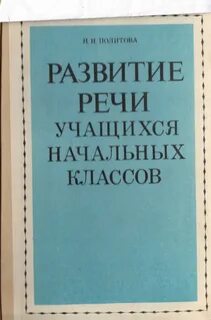 Н. И. ПОЛИТОВА
РАЗВИТИЕ
РЕЧИ
УЧАЩИХСЯ
НАЧАЛЬНЫХ
КЛАССОВ